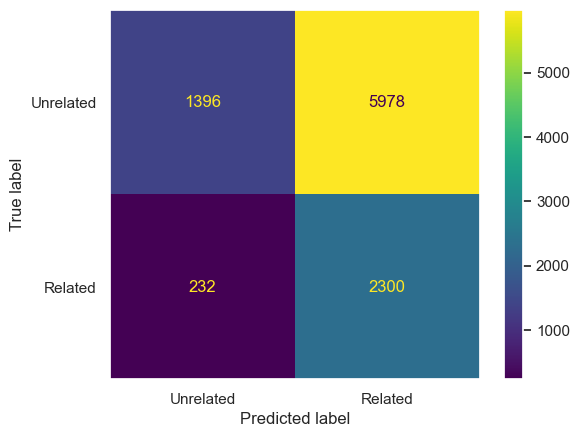 True label
Unrelated
1396
5978
Related
232
2300
Unrelated
Related
Predicted label
5000
4000
3000
2000
1000